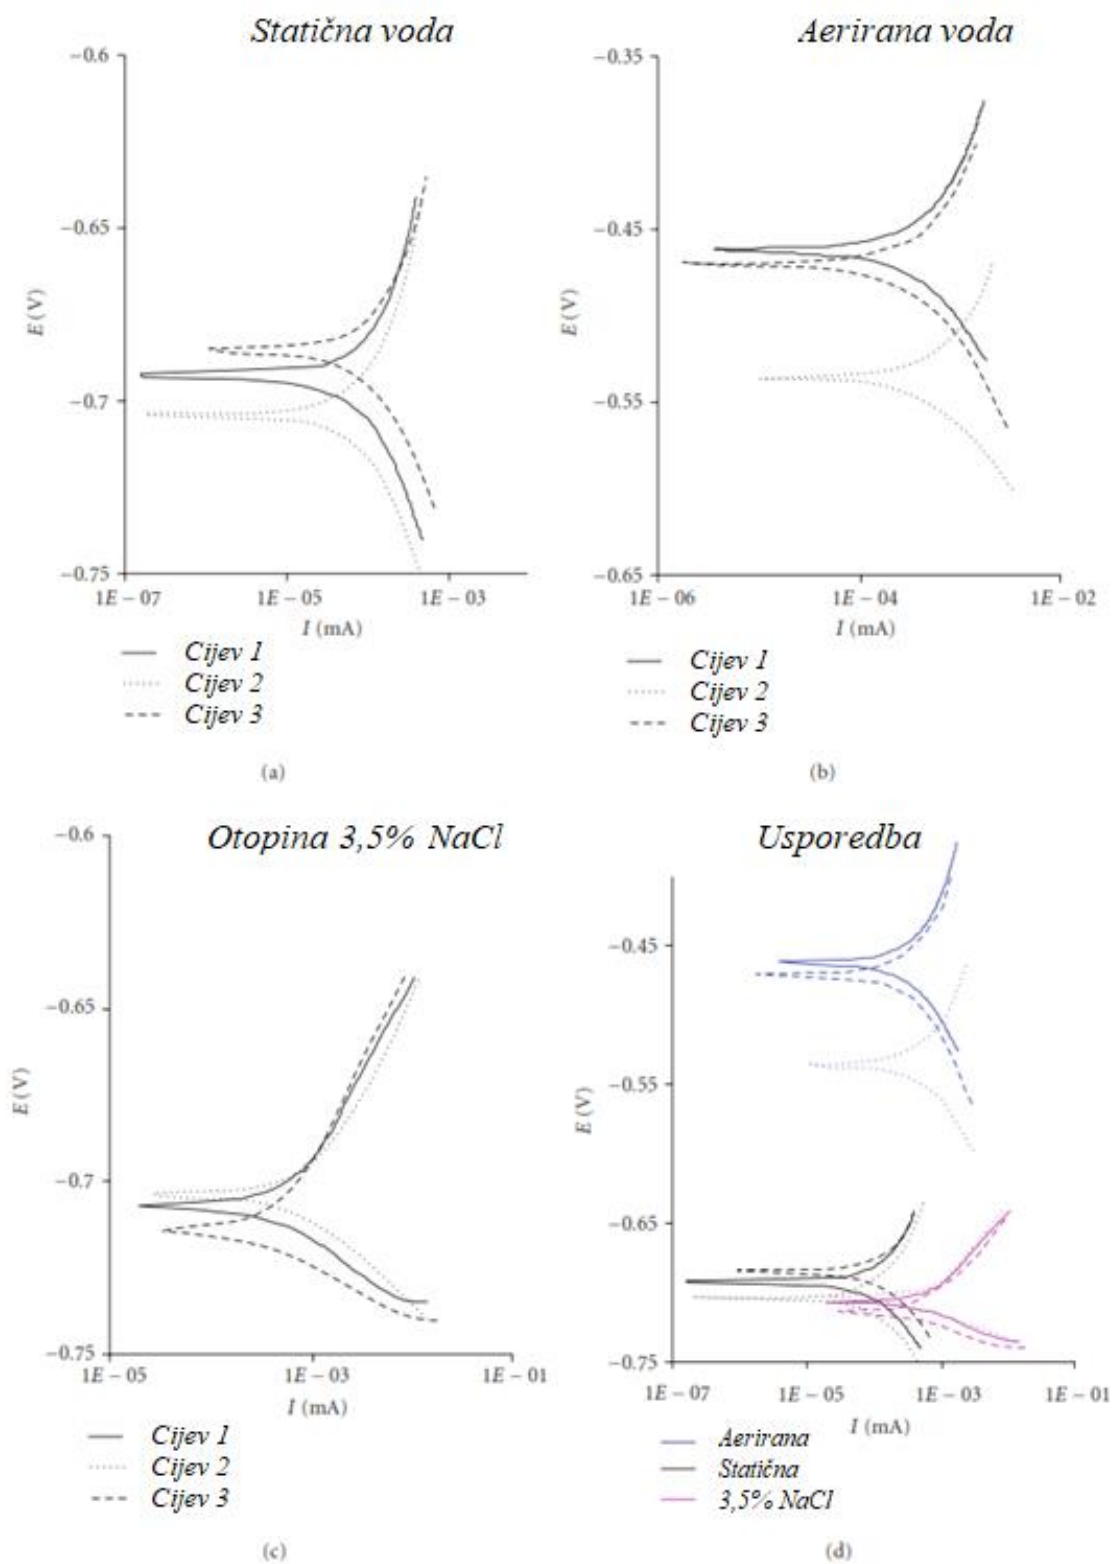 Statična voda
−0.6
−0.65
−0.7
−0.75
E (V)
1E − 07
1E − 05
1E − 03
I (mA)
Cijev 1
Cijev 2
Cijev 3
(a)
Aerirana voda
−0.35
−0.45
−0.55
−0.65
E (V)
1E − 06
1E − 04
1E − 02
I (mA)
Cijev 1
Cijev 2
Cijev 3
(b)
Otopina 3,5% NaCl
−0.6
−0.65
−0.7
−0.75
E (V)
1E − 05
1E − 03
1E − 01
I (mA)
Cijev 1
Cijev 2
Cijev 3
(c)
Usporedba
−0.45
−0.55
−0.65
−0.75
E (V)
1E − 07
1E − 05
1E − 03
1E − 01
I (mA)
Aerirana
Statična
3,5% NaCl
(d)